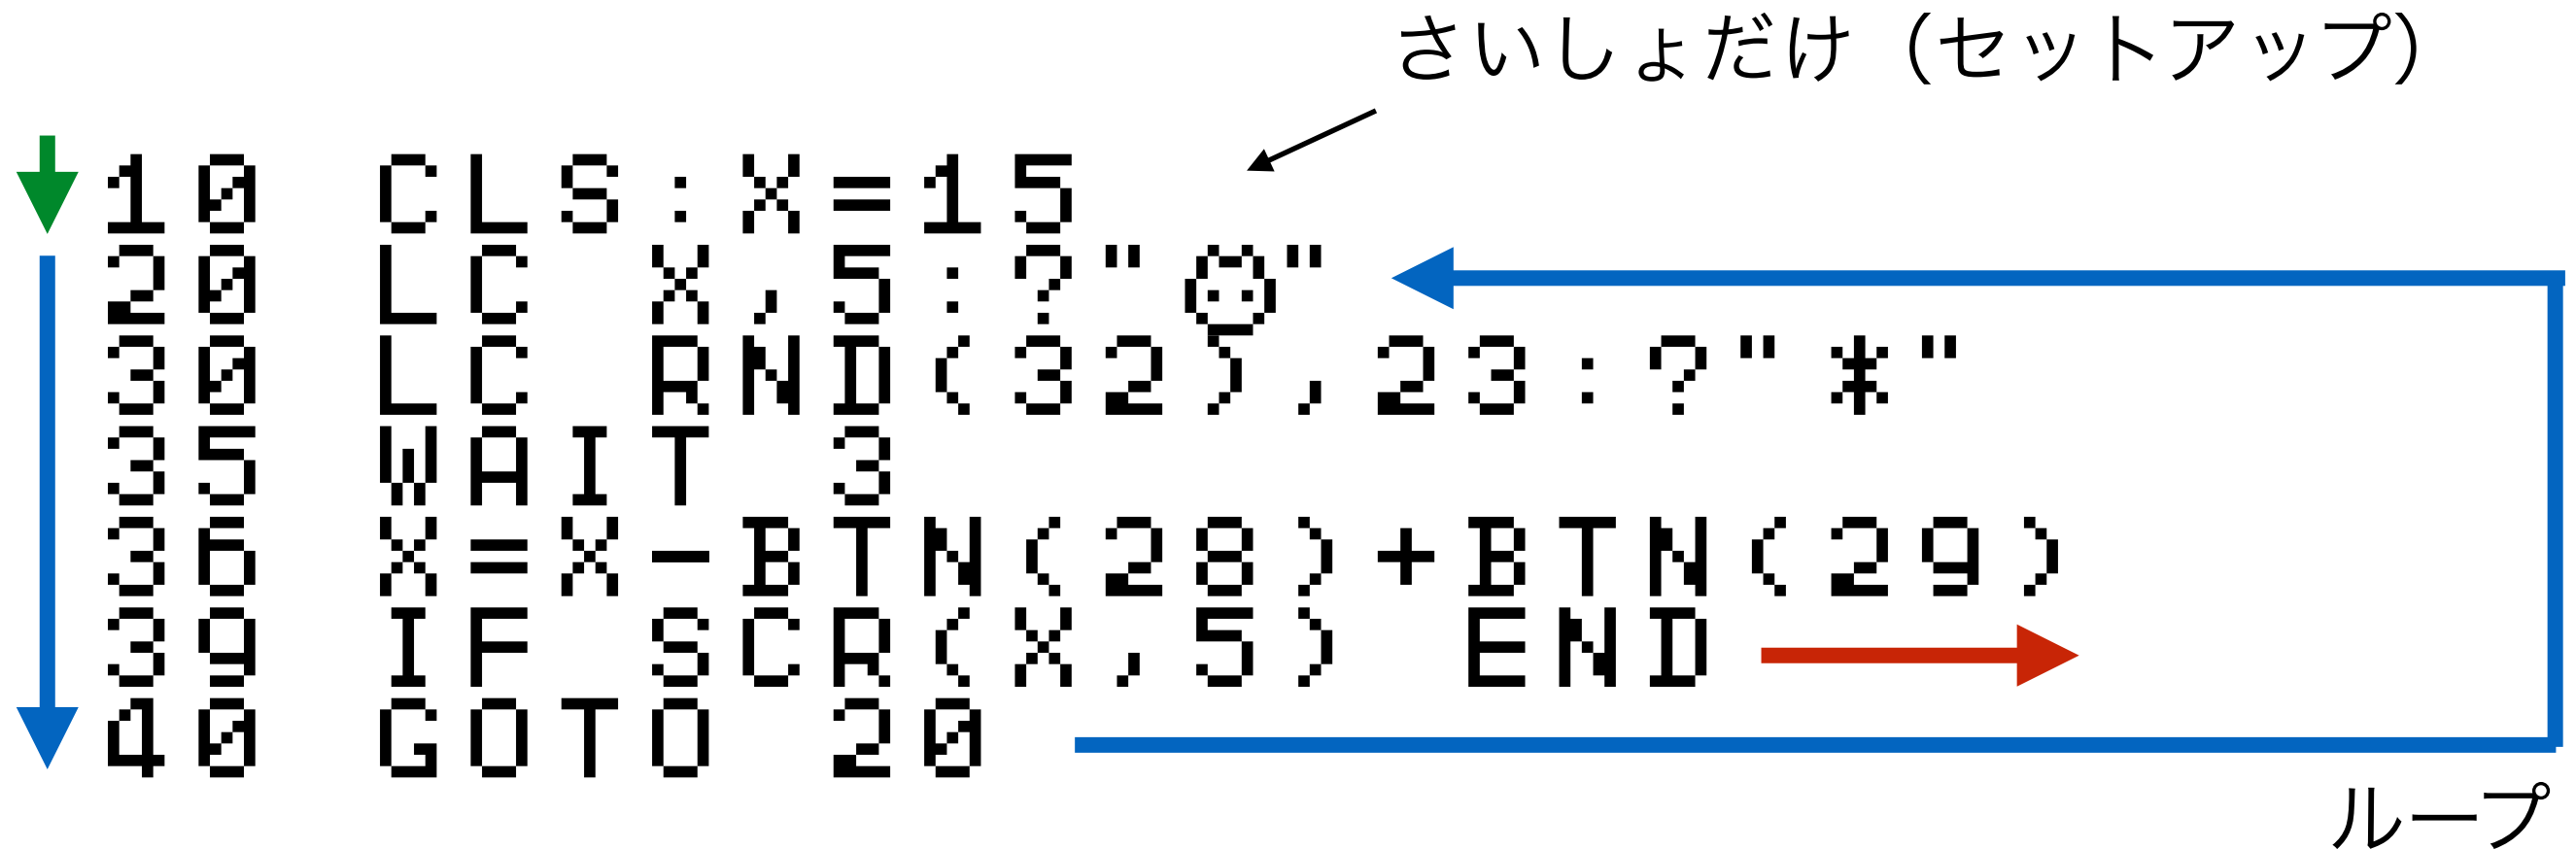 さいしょだけ（セットアップ）
10 CLS:X=15
20 LC X,5:?"🐱"
30 LC RND(32),23:?"*"
35 WAIT 3
36 X=X-BTN(28)+BTN(29)
39 IF SCR(X,5) END
40 GOTO 20
ループ